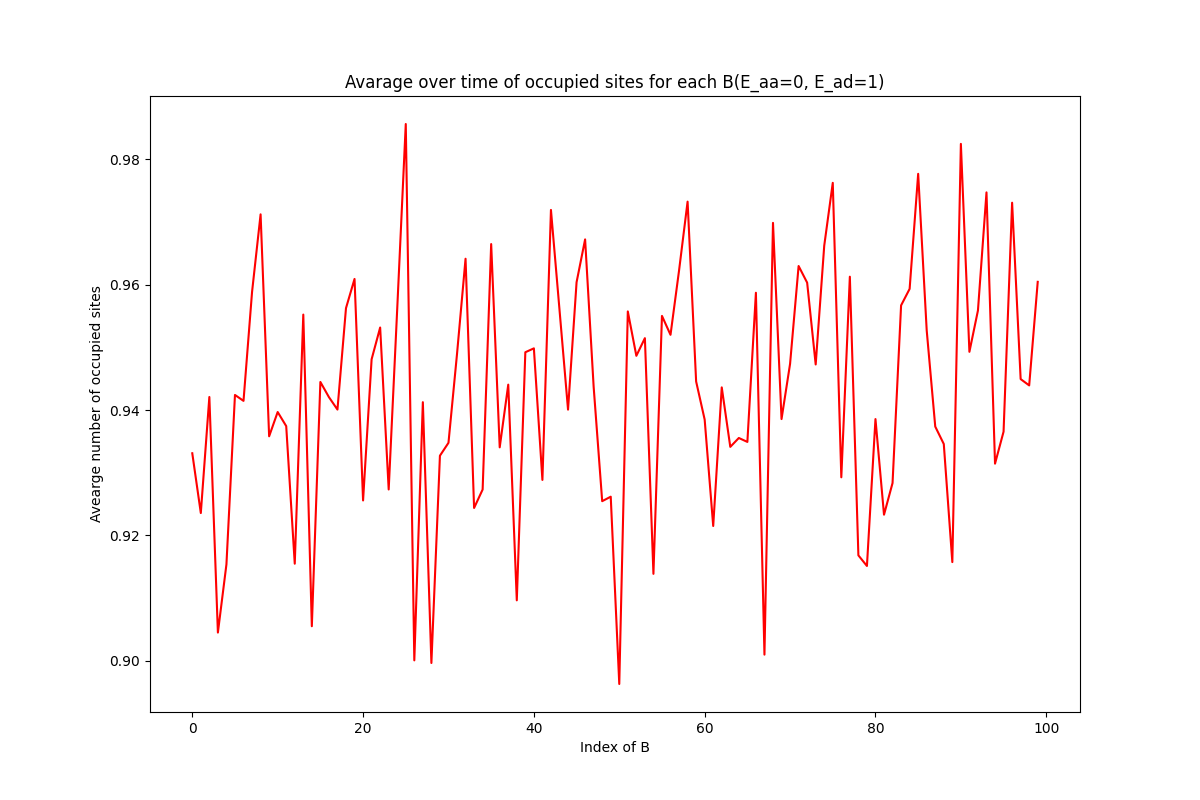 Avarage over time of occupied sites for each B(E_aa=0, E_ad=1)
0.98
0.96
0.94
0.92
0.90
Avearge number of occupied sites
0 20 40 60 80 100
Index of B